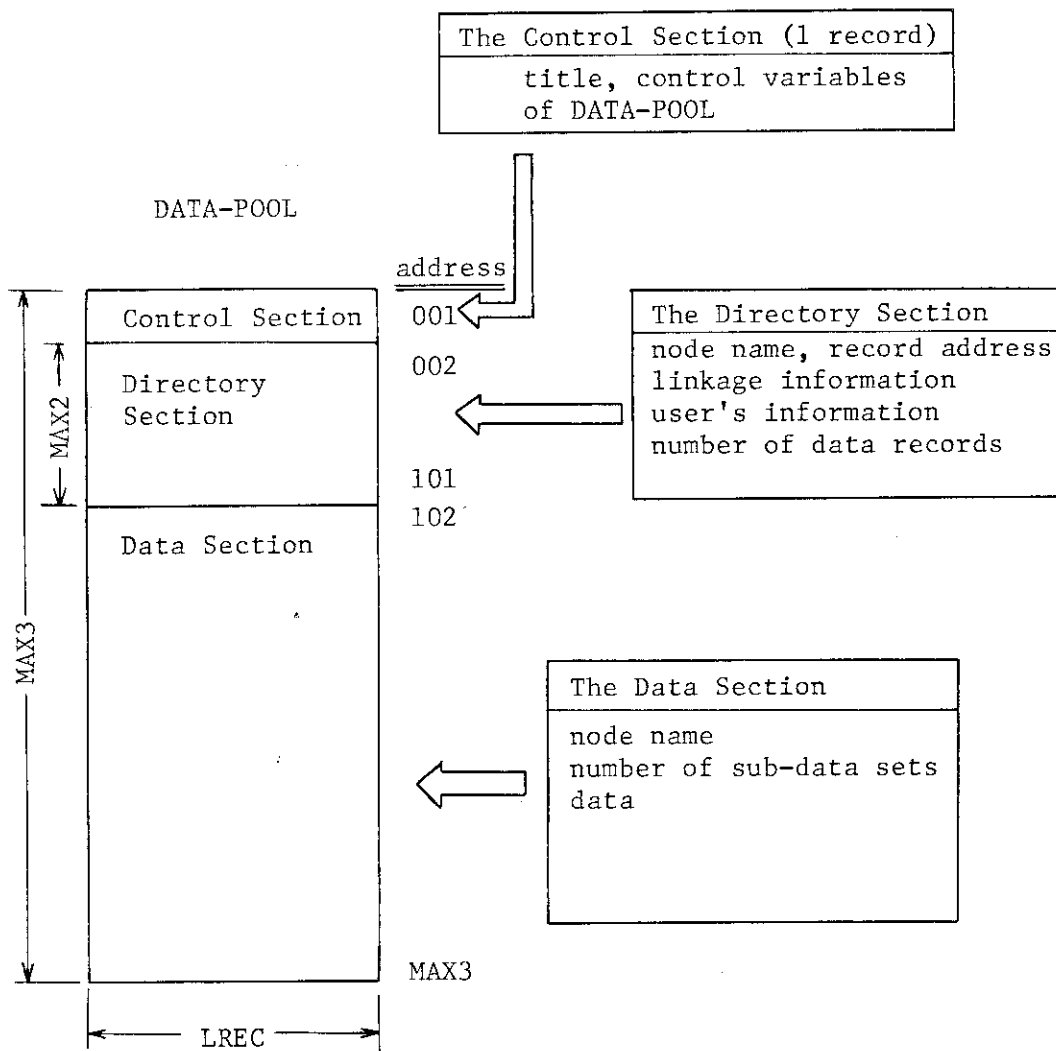 The Control Section (1 record)
title, control variables
of DATA-POOL
DATA-POOL
address
Control Section
001
002
Directory
Section
101
102
Data Section
MAX2
MAX3
The Directory Section
node name, record address
linkage information
user's information
number of data records
The Data Section
node name
number of sub-data sets
data
MAX3
LREC